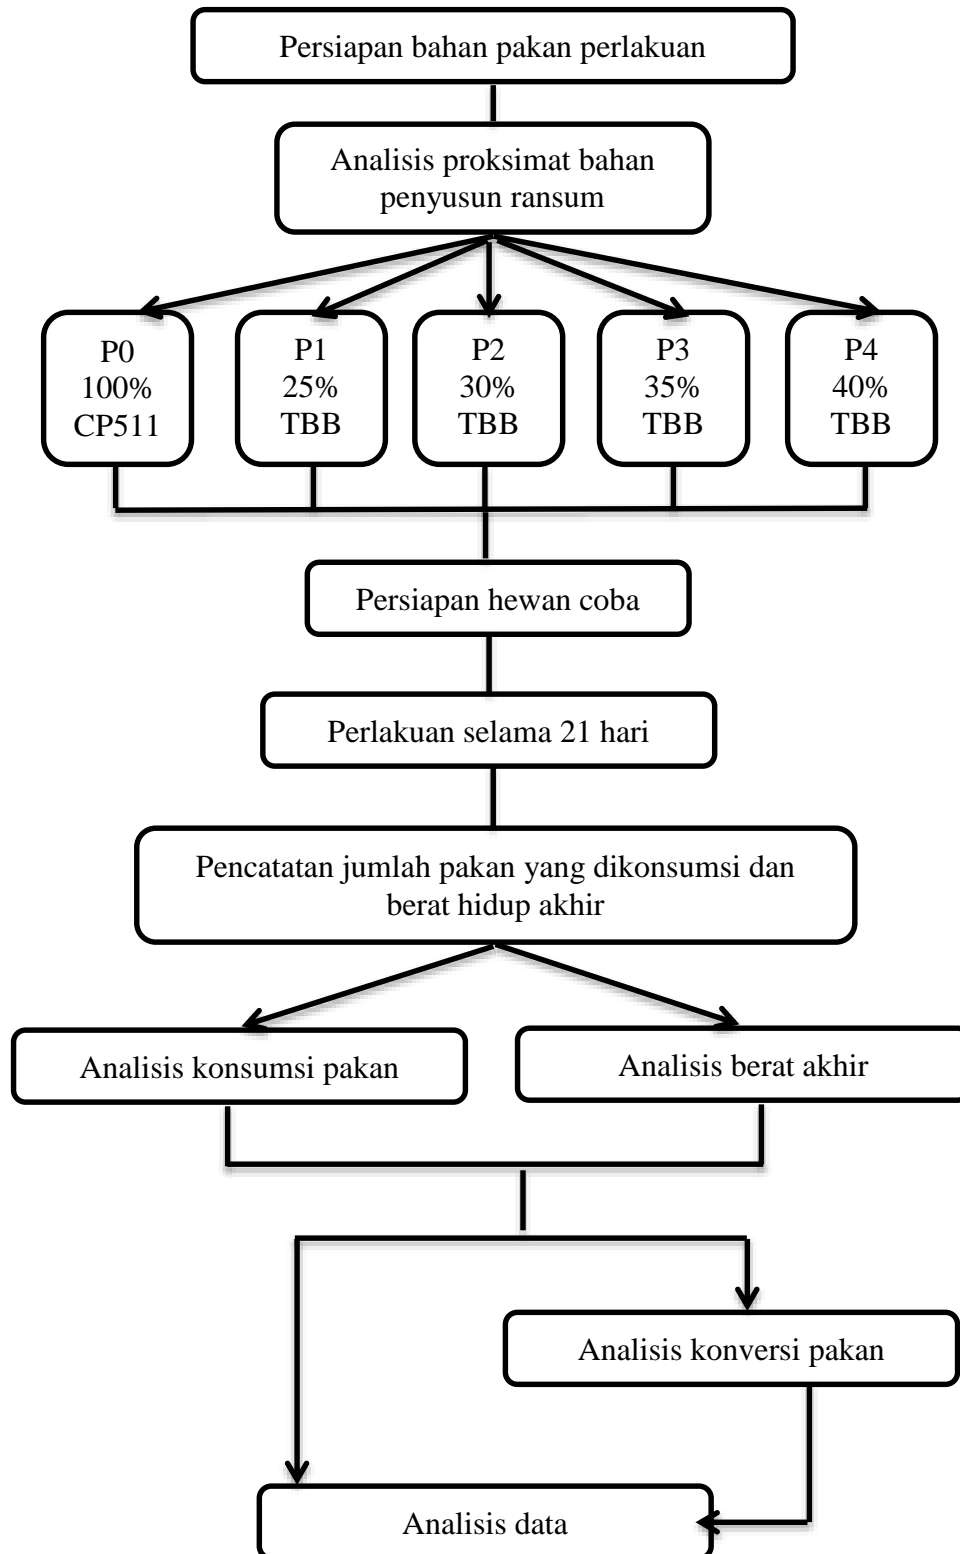 Persiapan bahan pakan perlakuan
Analisis proksimat bahan
penyusun ransum
P0
100%
CP511
P1
25%
TBB
P2
30%
TBB
P3
35%
TBB
P4
40%
TBB
Persiapan hewan coba
Perlakuan selama 21 hari
Pencatatan jumlah pakan yang dikonsumsi dan
berat hidup akhir
Analisis konsumsi pakan
Analisis berat akhir
Analisis konversi pakan
Analisis data